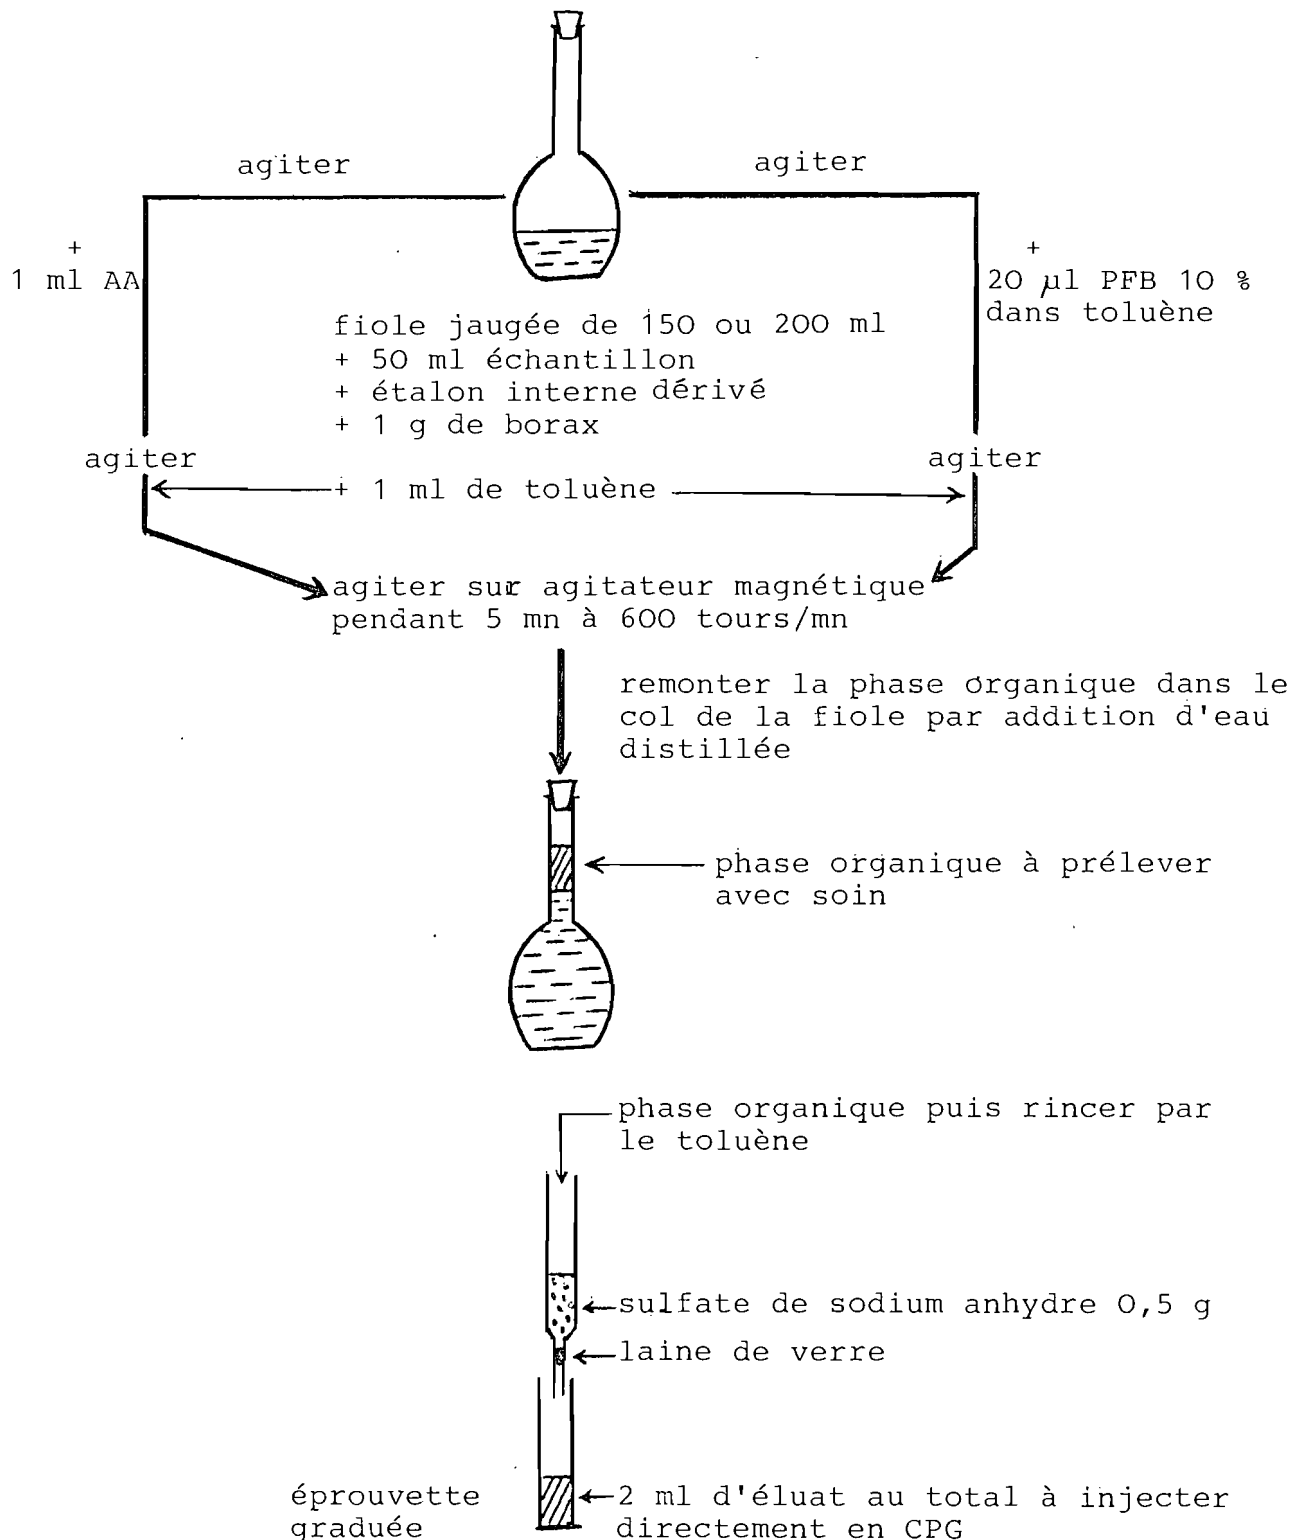 agiter
agiter
+
1 ml AA
+
20 µl PFB 10 %
dans toluène
fiole jaugée de 150 ou 200 ml
+ 50 ml échantillon
+ étalon interne dérivé
+ 1 g de borax
agiter
agiter
+ 1 ml de toluène
agiter sur agitateur magnétique
pendant 5 mn à 600 tours/mn
remonter la phase organique dans le
col de la fiole par addition d'eau
distillée
phase organique à prélever
avec soin
phase organique puis rincer par
le toluène
sulfate de sodium anhydre 0,5 g
laine de verre
éprouvette
graduée
2 ml d'éluat au total à injecter
directement en CPG